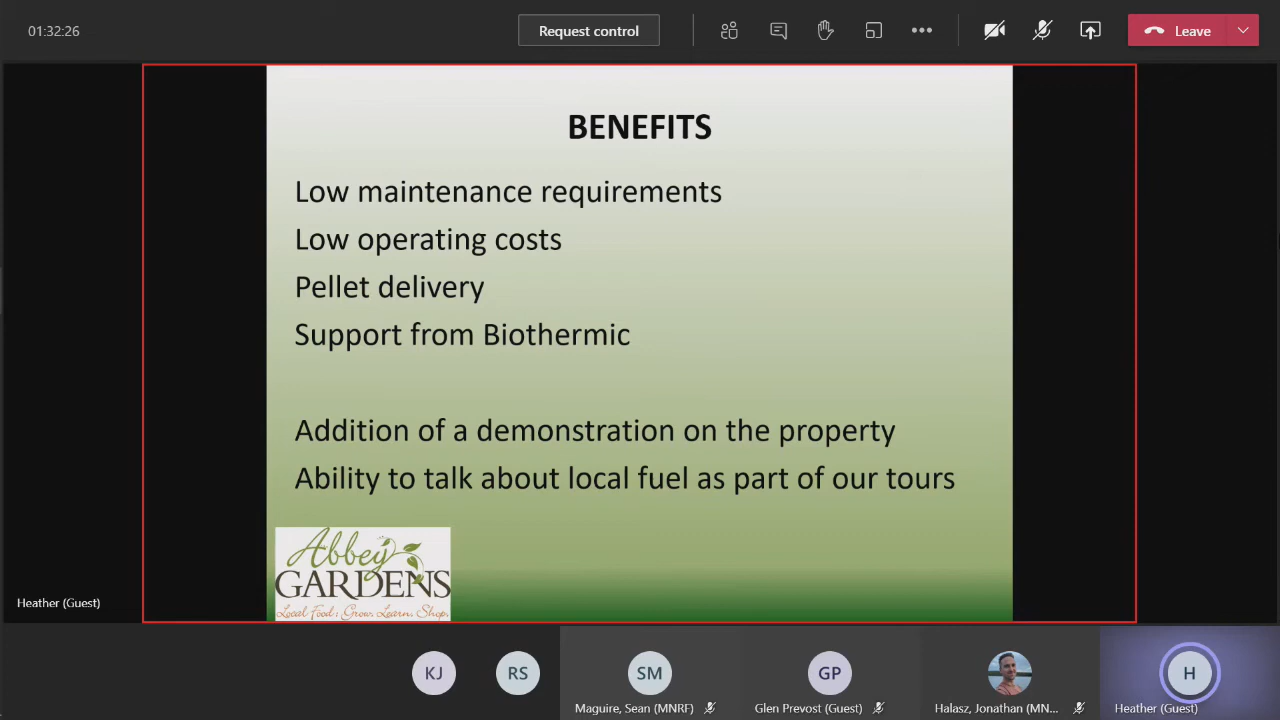 01:32:26
Request control
Leave
BENEFITS
Low maintenance requirements
Low operating costs
Pellet delivery
Support from Biothermic
Addition of a demonstration on the property
Ability to talk about local fuel as part of our tours
Abbey
GARDENS
Local Food: Grow. Learn. Shop.
Heather (Guest)
KJ
RS
SM
GP
H
Maguire, Sean (MNRF)
Glen Prevost (Guest)
Halasz, Jonathan (MN...
Heather (Guest)